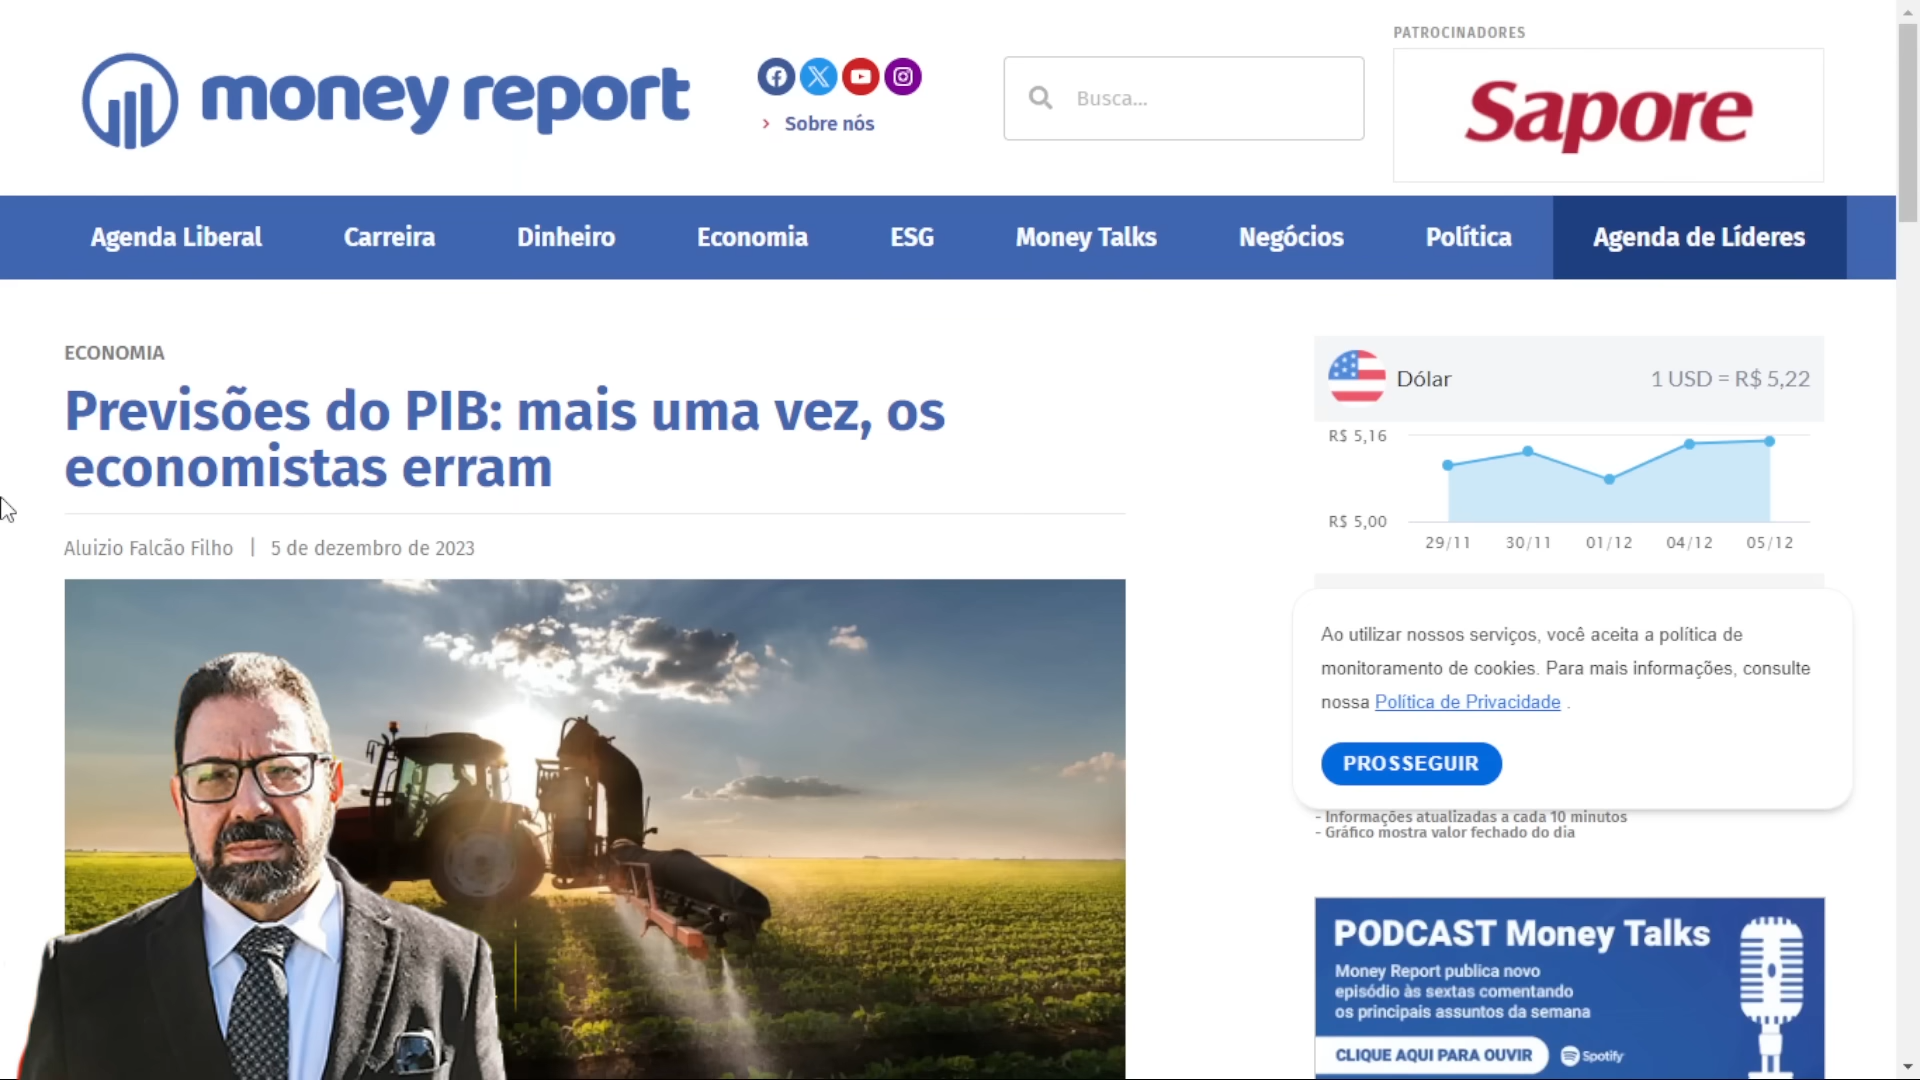 PATROCINADORES
money report
Sobre nós
Busca...
Sapore
Agenda Liberal
Carreira
Dinheiro
Economia
ESG
Money Talks
Negócios
Política
Agenda de Líderes
ECONOMIA
Previsões do PIB: mais uma vez, os
economistas erram
Aluizio Falcão Filho | 5 de dezembro de 2023
Dólar
1 USD = R$ 5,22
R$ 5,16
R$ 5,00
29/11
30/11
01/12
04/12
05/12
Ao utilizar nossos serviços, você aceita a política de
monitoramento de cookies. Para mais informações, consulte
nossa Política de Privacidade .
PROSSEGUIR
- Informações atualizadas a cada 10 minutos
- Gráfico mostra valor fechado do dia
PODCAST Money Talks
Money Report publica novo
episódio às sextas comentando
os principais assuntos da semana
CLIQUE AQUI PARA OUVIR
Spotify